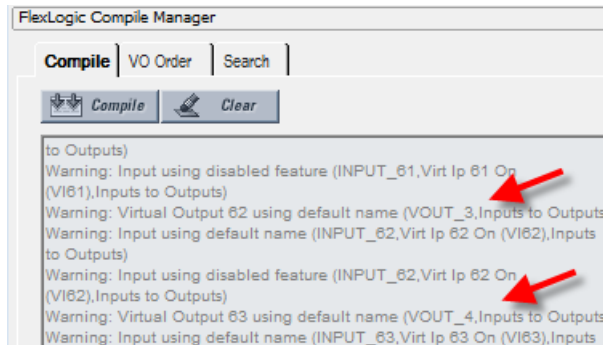 FlexLogic Compile Manager
Compile VO Order Search
Compile Clear
to Outputs)
Warning: Input using disabled feature (INPUT_61,Virt Ip 61 On
(VI61),Inputs to Outputs)
Warning: Virtual Output 62 using default name (VOUT_3,Inputs to Outputs
Warning: Input using default name (INPUT_62,Virt Ip 62 On (VI62),Inputs
to Outputs)
Warning: Input using disabled feature (INPUT_62,Virt Ip 62 On
(VI62),Inputs to Outputs)
Warning: Virtual Output 63 using default name (VOUT_4,Inputs to Outputs
Warning: Input using default name (INPUT_63,Virt Ip 63 On (VI63),Inputs